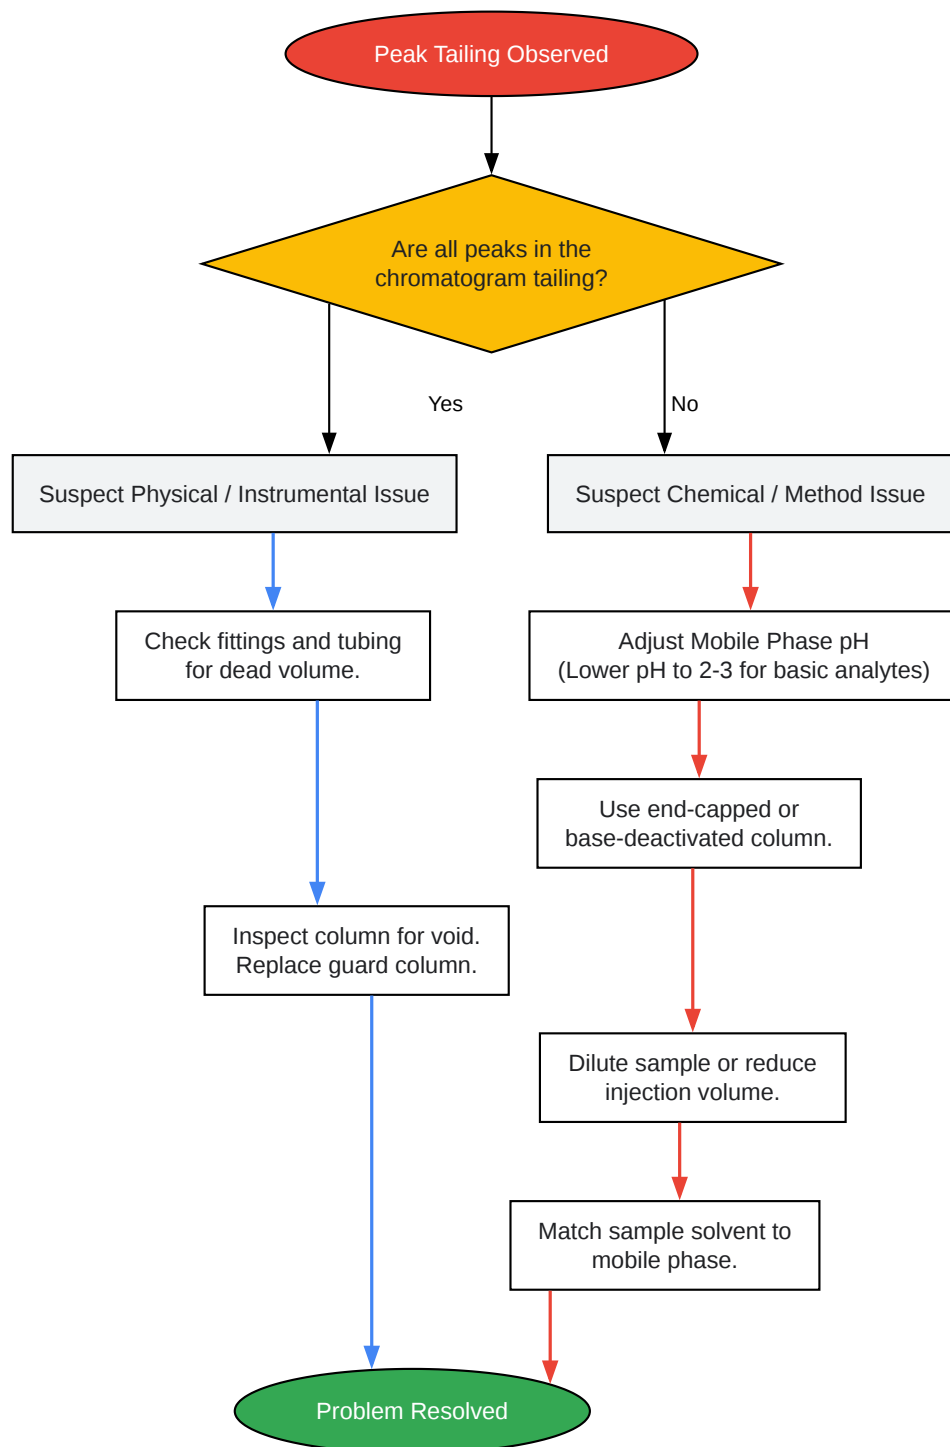 Peak Tailing Observed
Are all peaks in the
chromatogram tailing?
Yes
No
Suspect Physical / Instrumental Issue
Suspect Chemical / Method Issue
Check fittings and tubing
for dead volume.
Adjust Mobile Phase pH
(Lower pH to 2-3 for basic analytes)
Use end-capped or
base-deactivated column.
Inspect column for void.
Replace guard column.
Dilute sample or reduce
injection volume.
Match sample solvent to
mobile phase.
Problem Resolved